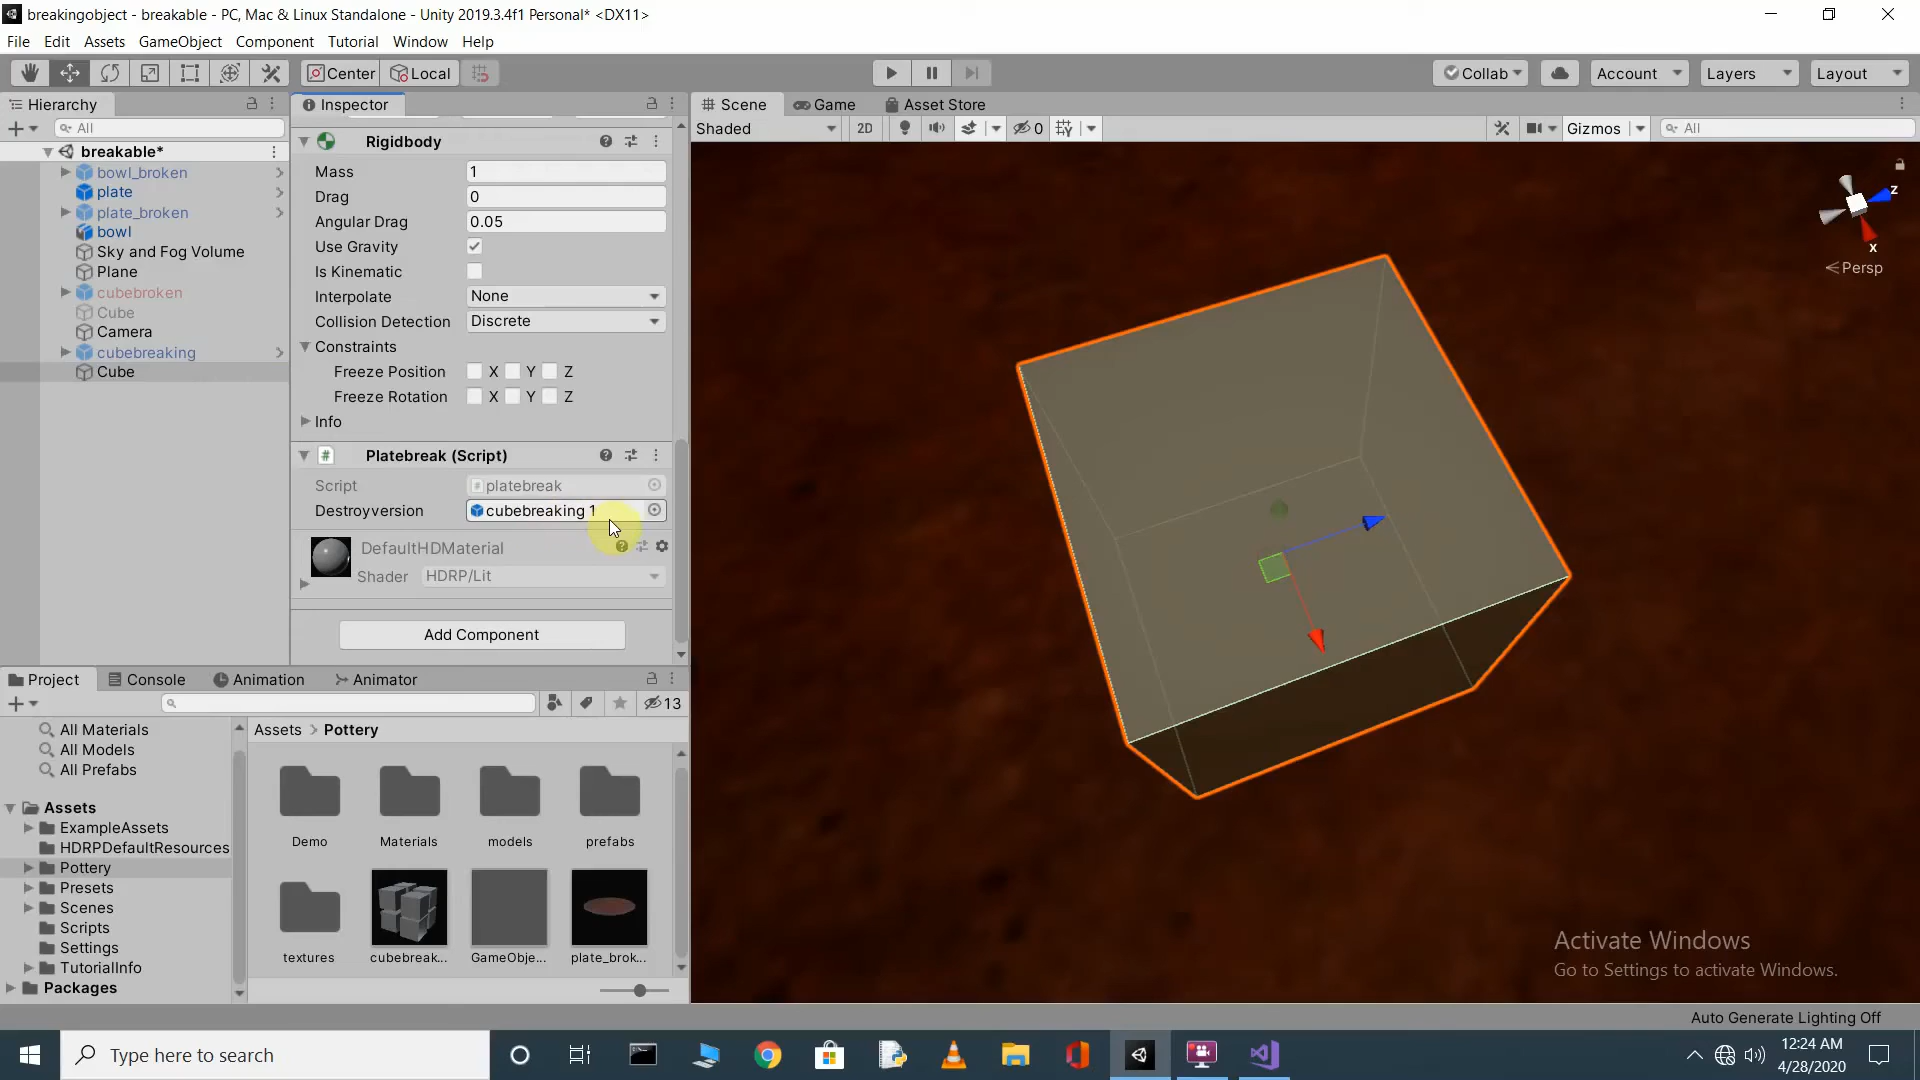 breakingobject - breakable - PC, Mac & Linux Standalone - Unity 2019.3.4f1 Personal* <DX11>
File Edit Assets GameObject Component Tutorial Window Help
Center Local Collab Account Layers Layout
Hierarchy
All
breakable*
bowl_broken
plate
plate_broken
bowl
Sky and Fog Volume
Plane
cubebroken
Cube
Camera
cubebreaking
Cube
Inspector
Rigidbody
Mass 1
Drag 0
Angular Drag 0.05
Use Gravity
Is Kinematic
Interpolate None
Collision Detection Discrete
Constraints
Freeze Position X Y Z
Freeze Rotation X Y Z
Info
Platebreak (Script)
Script platebreak
Destroyversion cubebreaking 1
DefaultHDMaterial
Shader HDRP/Lit
Add Component
Scene Game Asset Store
Shaded 2D 0 Gizmos All
z
x
Persp
Project Console Animation Animator
13
All Materials
All Models
All Prefabs
Assets
ExampleAssets
HDRPDefaultResources
Pottery
Presets
Scenes
Scripts
Settings
TutorialInfo
Packages
Assets > Pottery
Demo Materials models prefabs
textures cubebreak... GameObje... plate_brok...
Activate Windows
Go to Settings to activate Windows.
Auto Generate Lighting Off
Type here to search
12:24 AM
4/28/2020